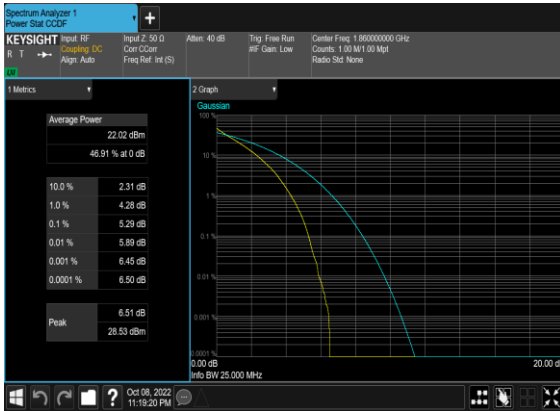 Spectrum Analyzer 1
Power Stat CCDF
KEYSIGHT
R T
LV
Input: RF
Coupling: DC
Align: Auto
Input Z: 50 Ω
Corr CCorr
Freq Ref: Int (S)
Atten: 40 dB
Trig: Free Run
#IF Gain: Low
Center Freq: 1.860000000 GHz
Counts: 1.00 M/1.00 Mpt
Radio Std: None
1 Metrics
Average Power
22.02 dBm
46.91 % at 0 dB
10.0 % 2.31 dB
1.0 % 4.28 dB
0.1 % 5.29 dB
0.01 % 5.89 dB
0.001 % 6.45 dB
0.0001 % 6.50 dB
Peak
6.51 dB
28.53 dBm
2 Graph
Gaussian
100 %
10 %
1 %
0.1 %
0.01 %
0.001 %
0.0001 %
0.00 dB
20.00 d
Info BW 25.000 MHz
Oct 08, 2022
11:19:20 PM